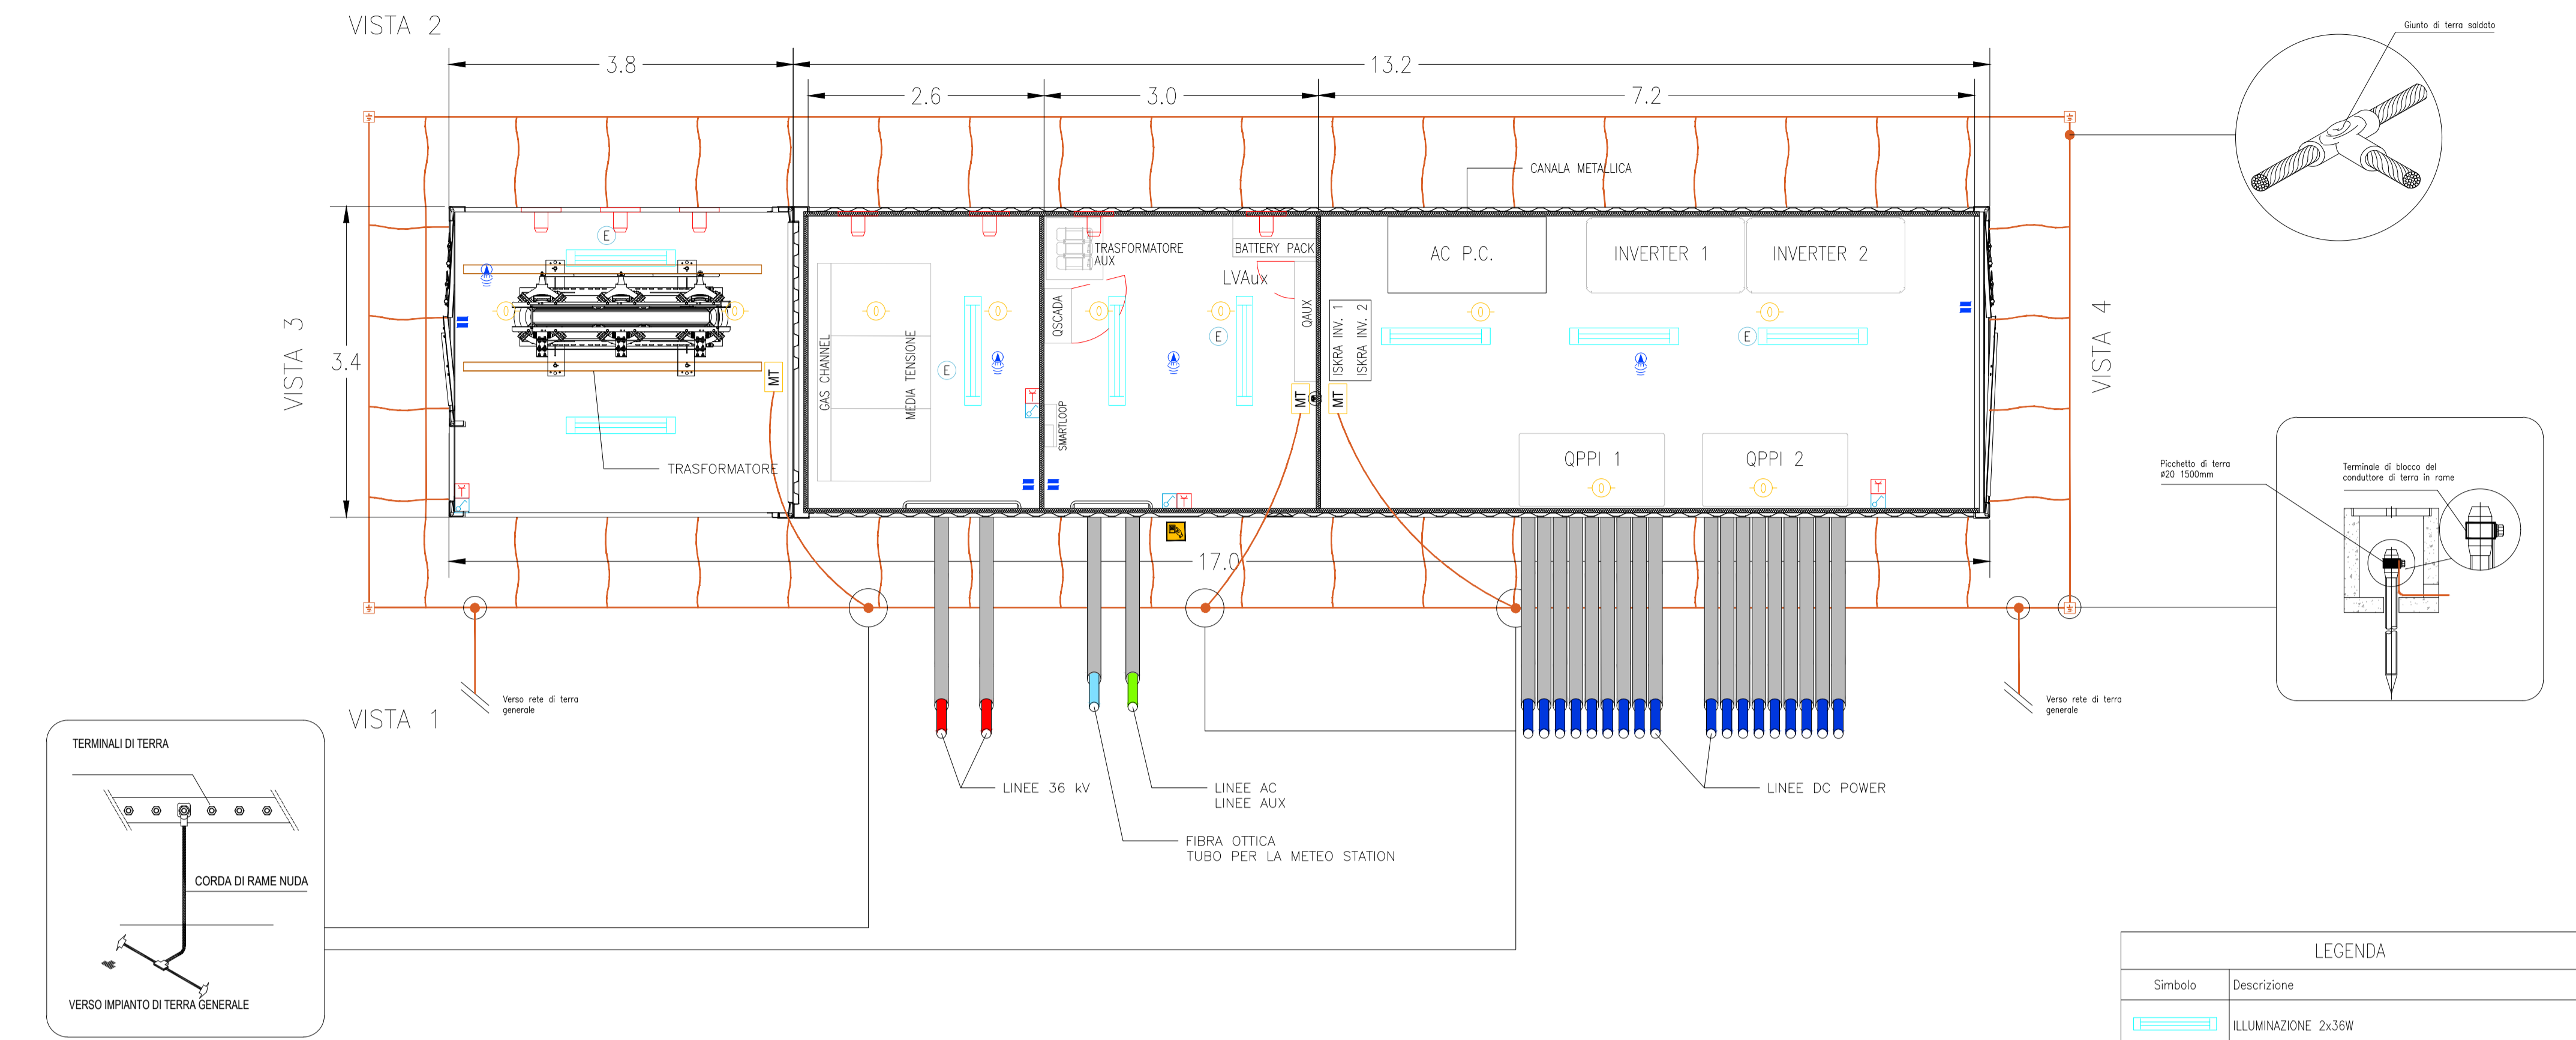 VISTA 2
3.8
13.2
2.6
3.0
7.2
Giunto di terra saldato
CANALA METALLICA
E
TRASFORMATORE
AUX
BATTERY PACK
LVAux
AC P.C.
INVERTER 1
INVERTER 2
VISTA 3
3.4
QSCADA
QAUX
ISKRA INV. 1
ISKRA INV. 2
E
E
VISTA 4
GAS CHANNEL
MEDIA TENSIONE
E
MT
MT
MT
SMARTLOOP
TRASFORMATORE
QPPI 1
QPPI 2
Picchetto di terra
ø20 1500mm
Terminale di blocco del
conduttore di terra in rame
17.0
Verso rete di terra
generale
Verso rete di terra
generale
VISTA 1
TERMINALI DI TERRA
LINEE 36 kV
LINEE AC
LINEE AUX
LINEE DC POWER
FIBRA OTTICA
TUBO PER LA METEO STATION
CORDA DI RAME NUDA
VERSO IMPIANTO DI TERRA GENERALE
LEGENDA
Simbolo
Descrizione
ILLUMINAZIONE 2x36W